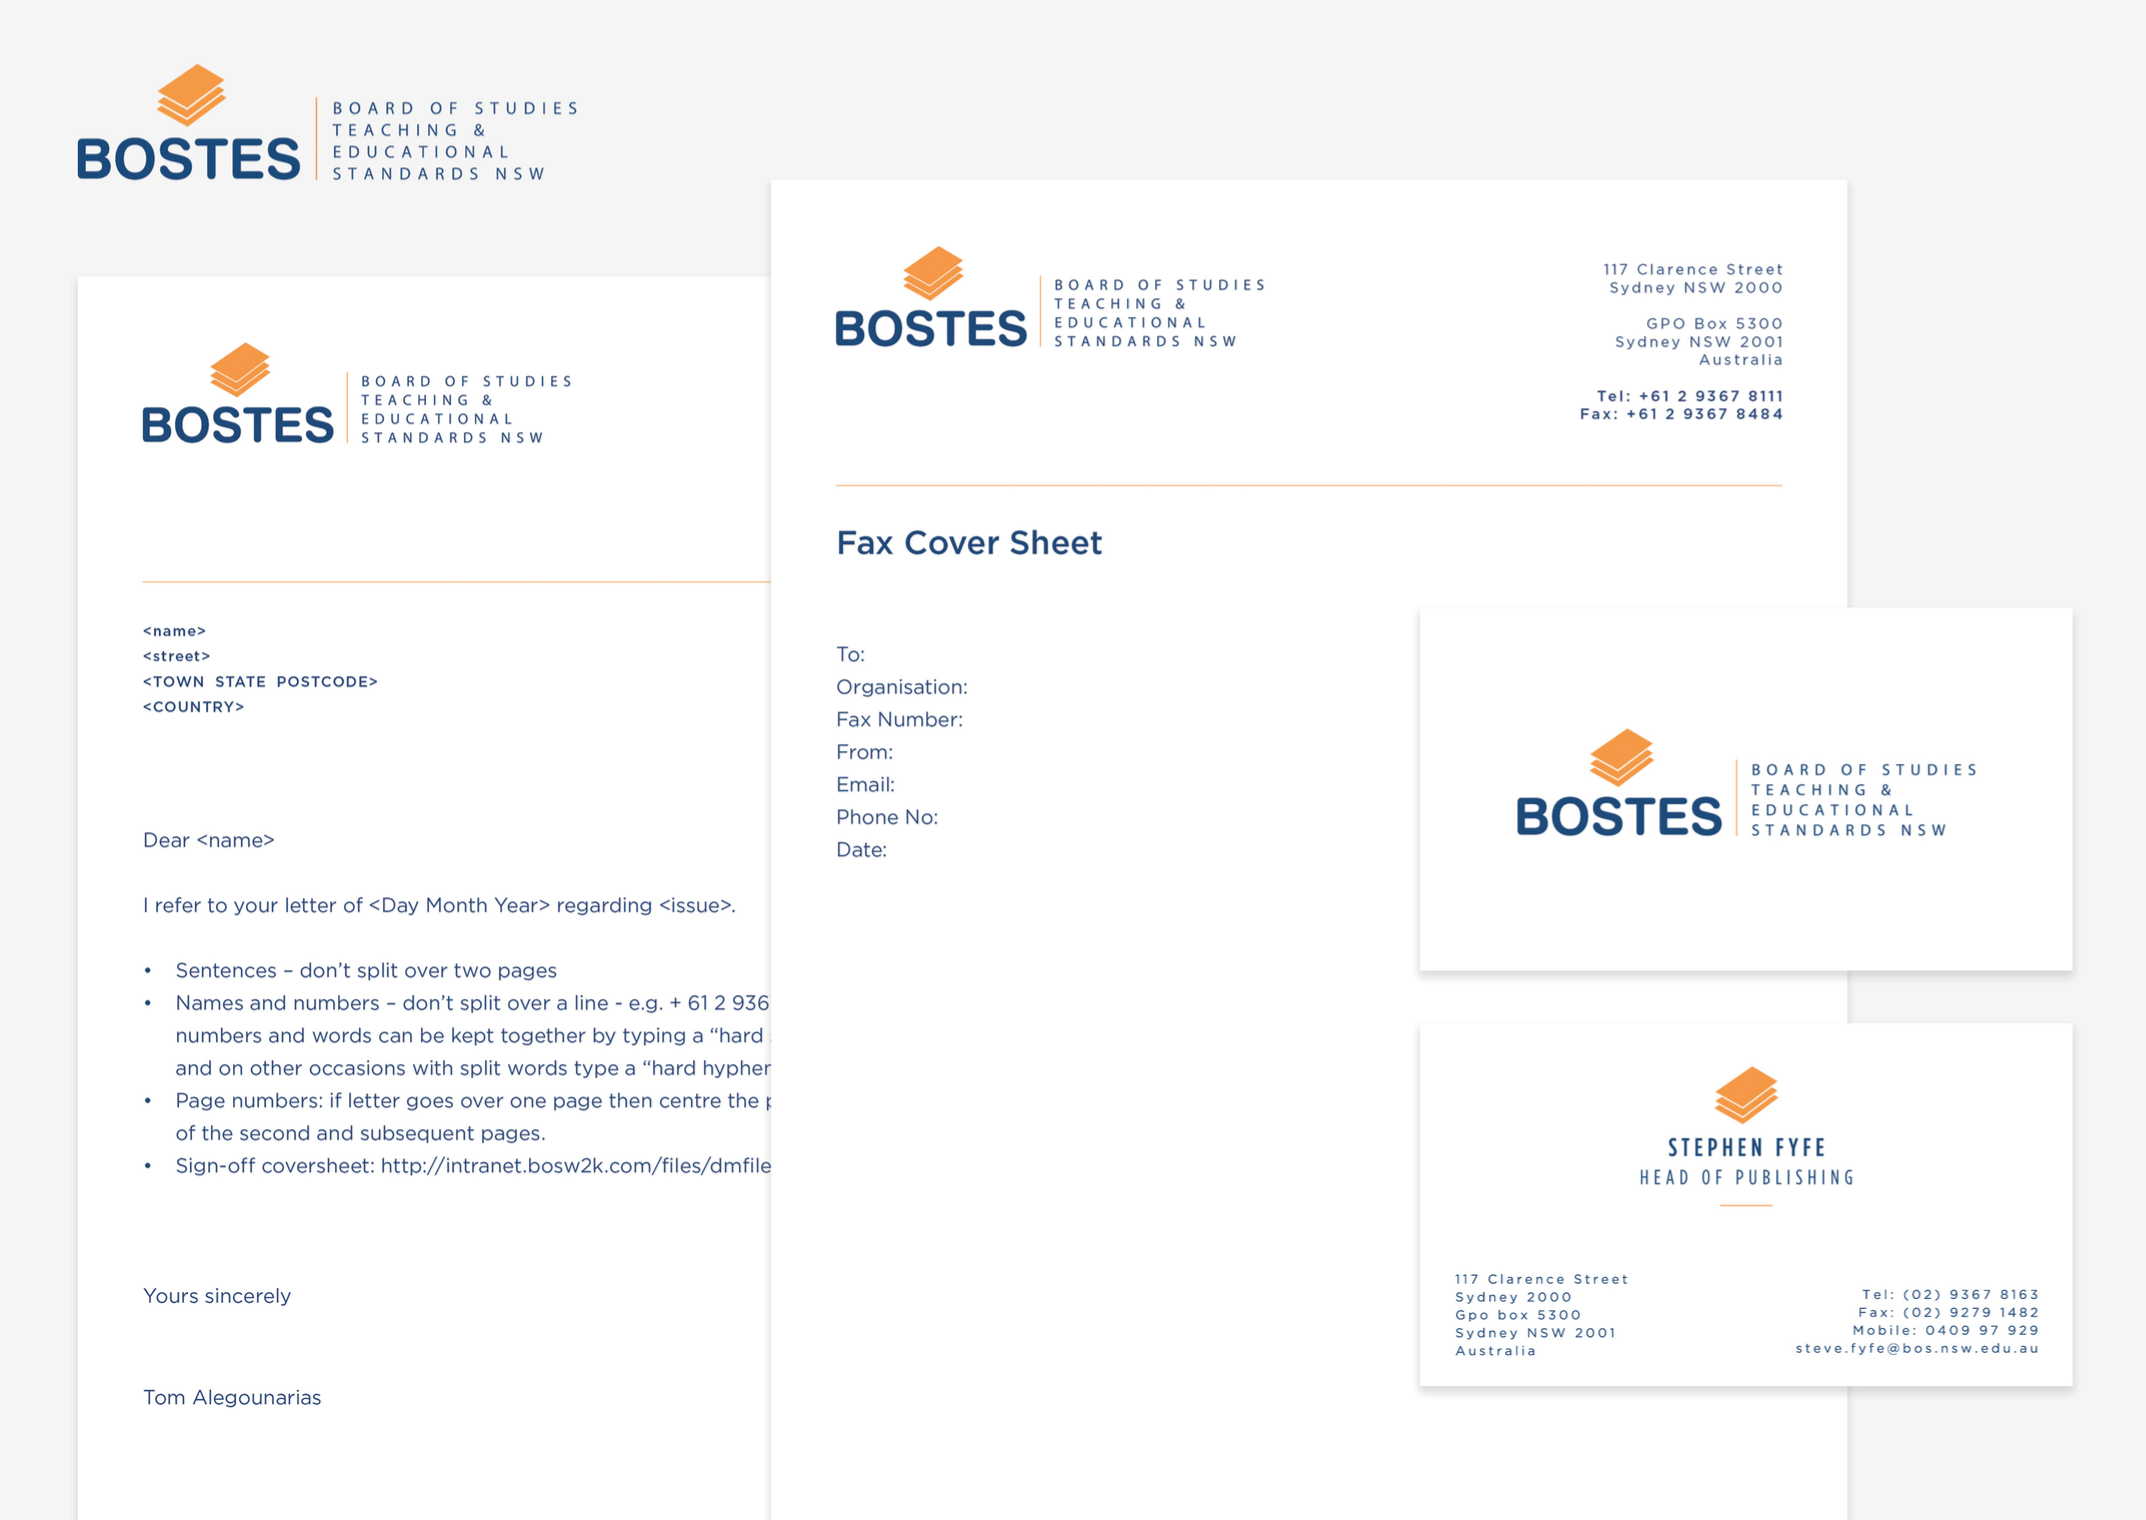 BOSTES
BOARD OF STUDIES
TEACHING &
EDUCATIONAL
STANDARDS NSW
BOSTES
BOARD OF STUDIES
TEACHING &
EDUCATIONAL
STANDARDS NSW
<name>
<street>
<TOWN STATE POSTCODE>
<COUNTRY>
Dear <name>
I refer to your letter of <Day Month Year> regarding <issue>.
• Sentences – don’t split over two pages
• Names and numbers – don’t split over a line - e.g. + 61 2 936
numbers and words can be kept together by typing a “hard
and on other occasions with split words type a “hard hyphen
• Page numbers: if letter goes over one page then centre the
of the second and subsequent pages.
• Sign-off coversheet: http://intranet.bosw2k.com/files/dmfile
Yours sincerely
Tom Alegounarias
BOSTES
BOARD OF STUDIES
TEACHING &
EDUCATIONAL
STANDARDS NSW
117 Clarence Street
Sydney NSW 2000
GPO Box 5300
Sydney NSW 2001
Australia
Tel: +61 2 9367 8111
Fax: +61 2 9367 8484
Fax Cover Sheet
To:
Organisation:
Fax Number:
From:
Email:
Phone No:
Date:
BOSTES
BOARD OF STUDIES
TEACHING &
EDUCATIONAL
STANDARDS NSW
STEPHEN FYFE
HEAD OF PUBLISHING
117 Clarence Street
Sydney 2000
Gpo box 5300
Sydney NSW 2001
Australia
Tel: (02) 9367 8163
Fax: (02) 9279 1482
Mobile: 0409 97 929
steve.fyfe@bos.nsw.edu.au